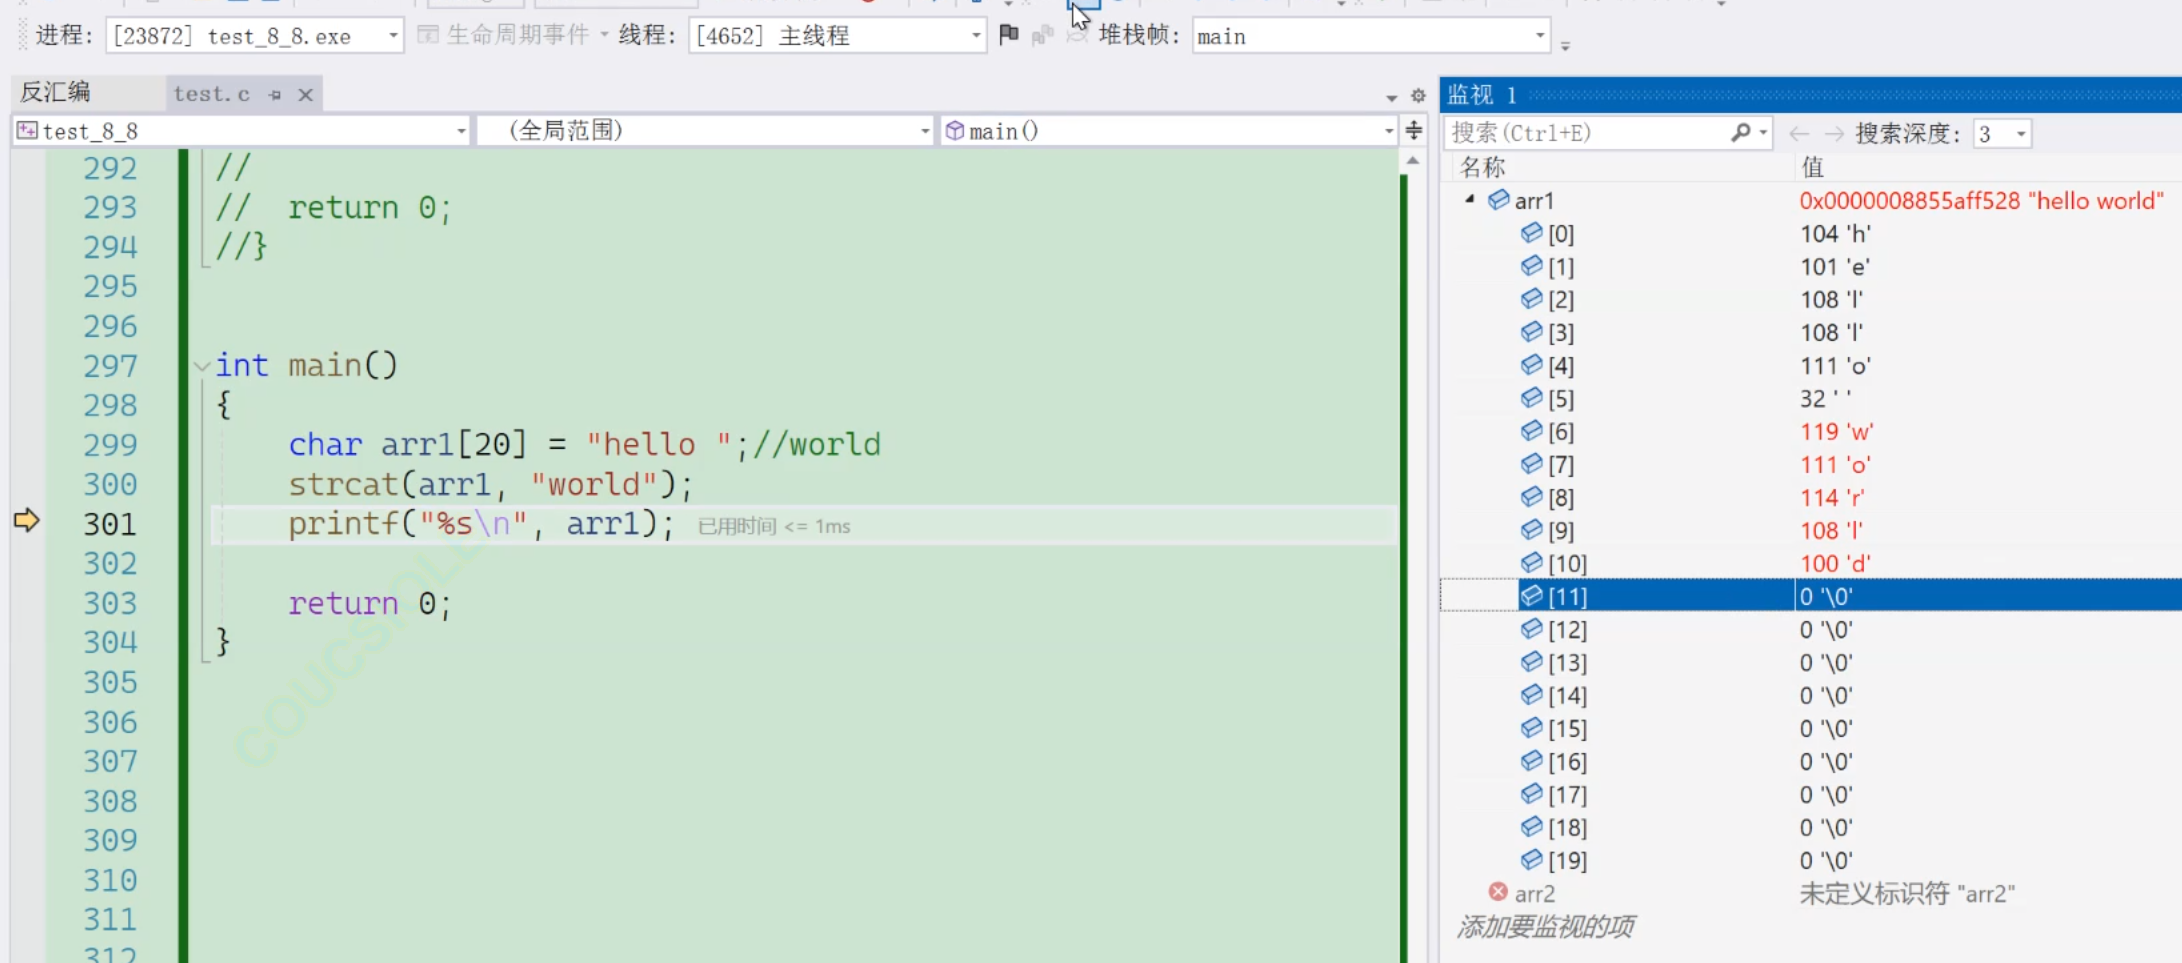 进程: [23872] test_8_8.exe 生命周期事件 线程: [4652] 主线程 堆栈帧: main
反汇编 test.c
test_8_8 (全局范围) main()
292 //
293 //  return 0;
294 //}
295
296
297 int main()
298 {
299 char arr1[20] = "hello ";//world
300 strcat(arr1, "world");
301 printf("%s\n", arr1); 已用时间 <= 1ms
302
303 return 0;
304 }
305
306
307
308
309
310
311
312
COUCSTOLL
监视 1
搜索(Ctrl+E) 搜索深度: 3
名称 值
arr1 0x0000008855aff528 "hello world"
[0] 104 'h'
[1] 101 'e'
[2] 108 'l'
[3] 108 'l'
[4] 111 'o'
[5] 32 ' '
[6] 119 'w'
[7] 111 'o'
[8] 114 'r'
[9] 108 'l'
[10] 100 'd'
[11] 0 '\0'
[12] 0 '\0'
[13] 0 '\0'
[14] 0 '\0'
[15] 0 '\0'
[16] 0 '\0'
[17] 0 '\0'
[18] 0 '\0'
[19] 0 '\0'
arr2 未定义标识符 "arr2"
添加要监视的项